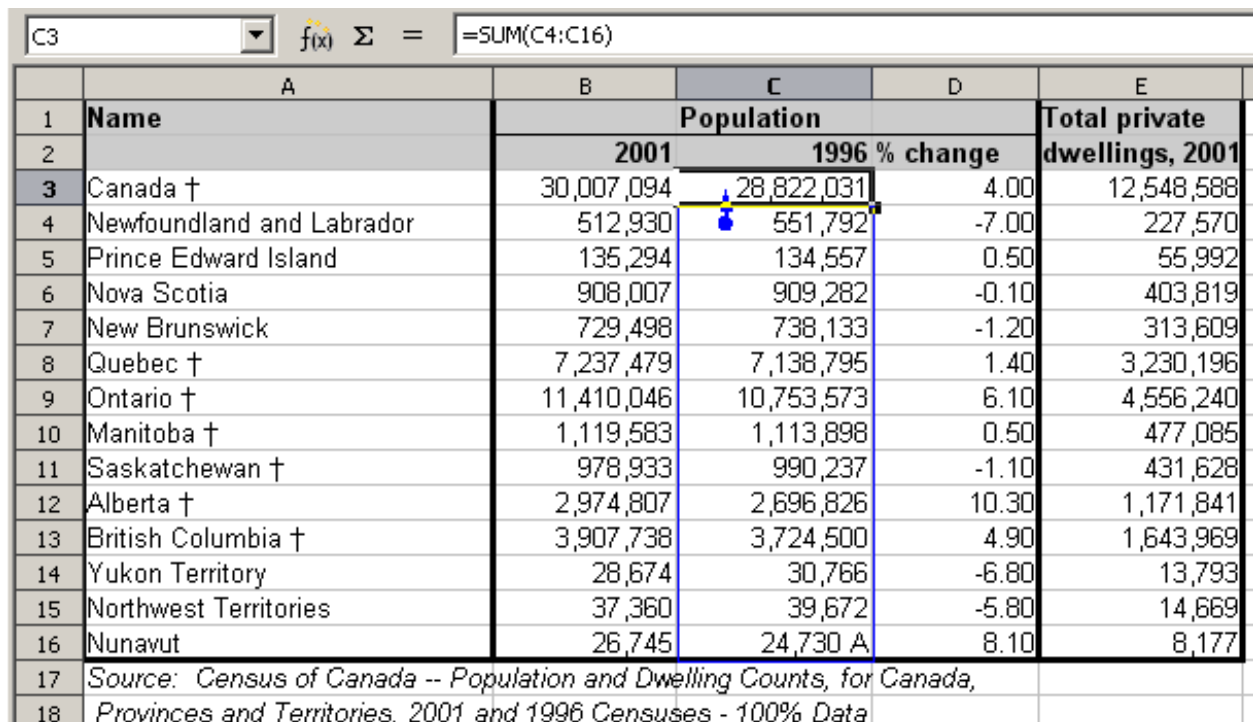 C3 f(x) Σ = =SUM(C4:C16)
A B C D E
1 Name Population Total private
2 2001 1996 % change dwellings, 2001
3 Canada † 30,007,094 28,822,031 4.00 12,548,588
4 Newfoundland and Labrador 512,930 551,792 -7.00 227,570
5 Prince Edward Island 135,294 134,557 0.50 55,992
6 Nova Scotia 908,007 909,282 -0.10 403,819
7 New Brunswick 729,498 738,133 -1.20 313,609
8 Quebec † 7,237,479 7,138,795 1.40 3,230,196
9 Ontario † 11,410,046 10,753,573 6.10 4,556,240
10 Manitoba † 1,119,583 1,113,898 0.50 477,085
11 Saskatchewan † 978,933 990,237 -1.10 431,628
12 Alberta † 2,974,807 2,696,826 10.30 1,171,841
13 British Columbia † 3,907,738 3,724,500 4.90 1,643,969
14 Yukon Territory 28,674 30,766 -6.80 13,793
15 Northwest Territories 37,360 39,672 -5.80 14,669
16 Nunavut 26,745 24,730 A 8.10 8,177
17 Source: Census of Canada -- Population and Dwelling Counts, for Canada,
18 Provinces and Territories, 2001 and 1996 Censuses - 100% Data